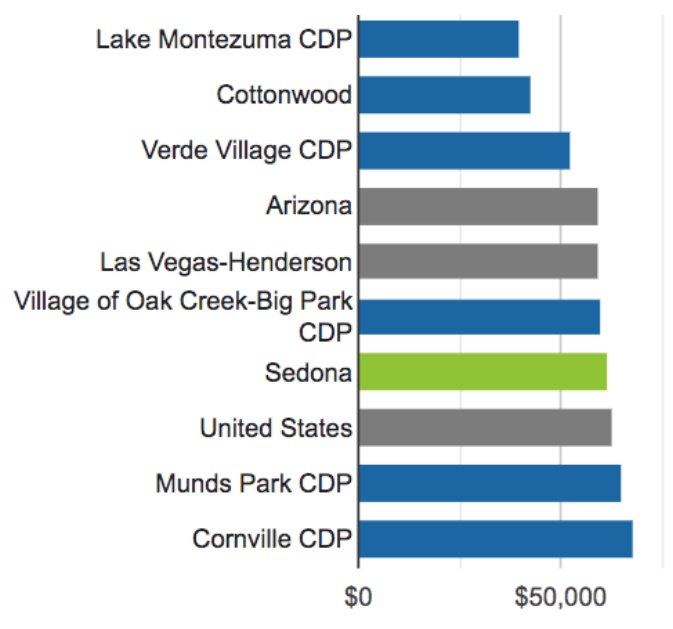 Lake Montezuma CDP
Cottonwood
Verde Village CDP
Arizona
Las Vegas-Henderson
Village of Oak Creek-Big Park
CDP
Sedona
United States
Munds Park CDP
Cornville CDP
$0
$50,000